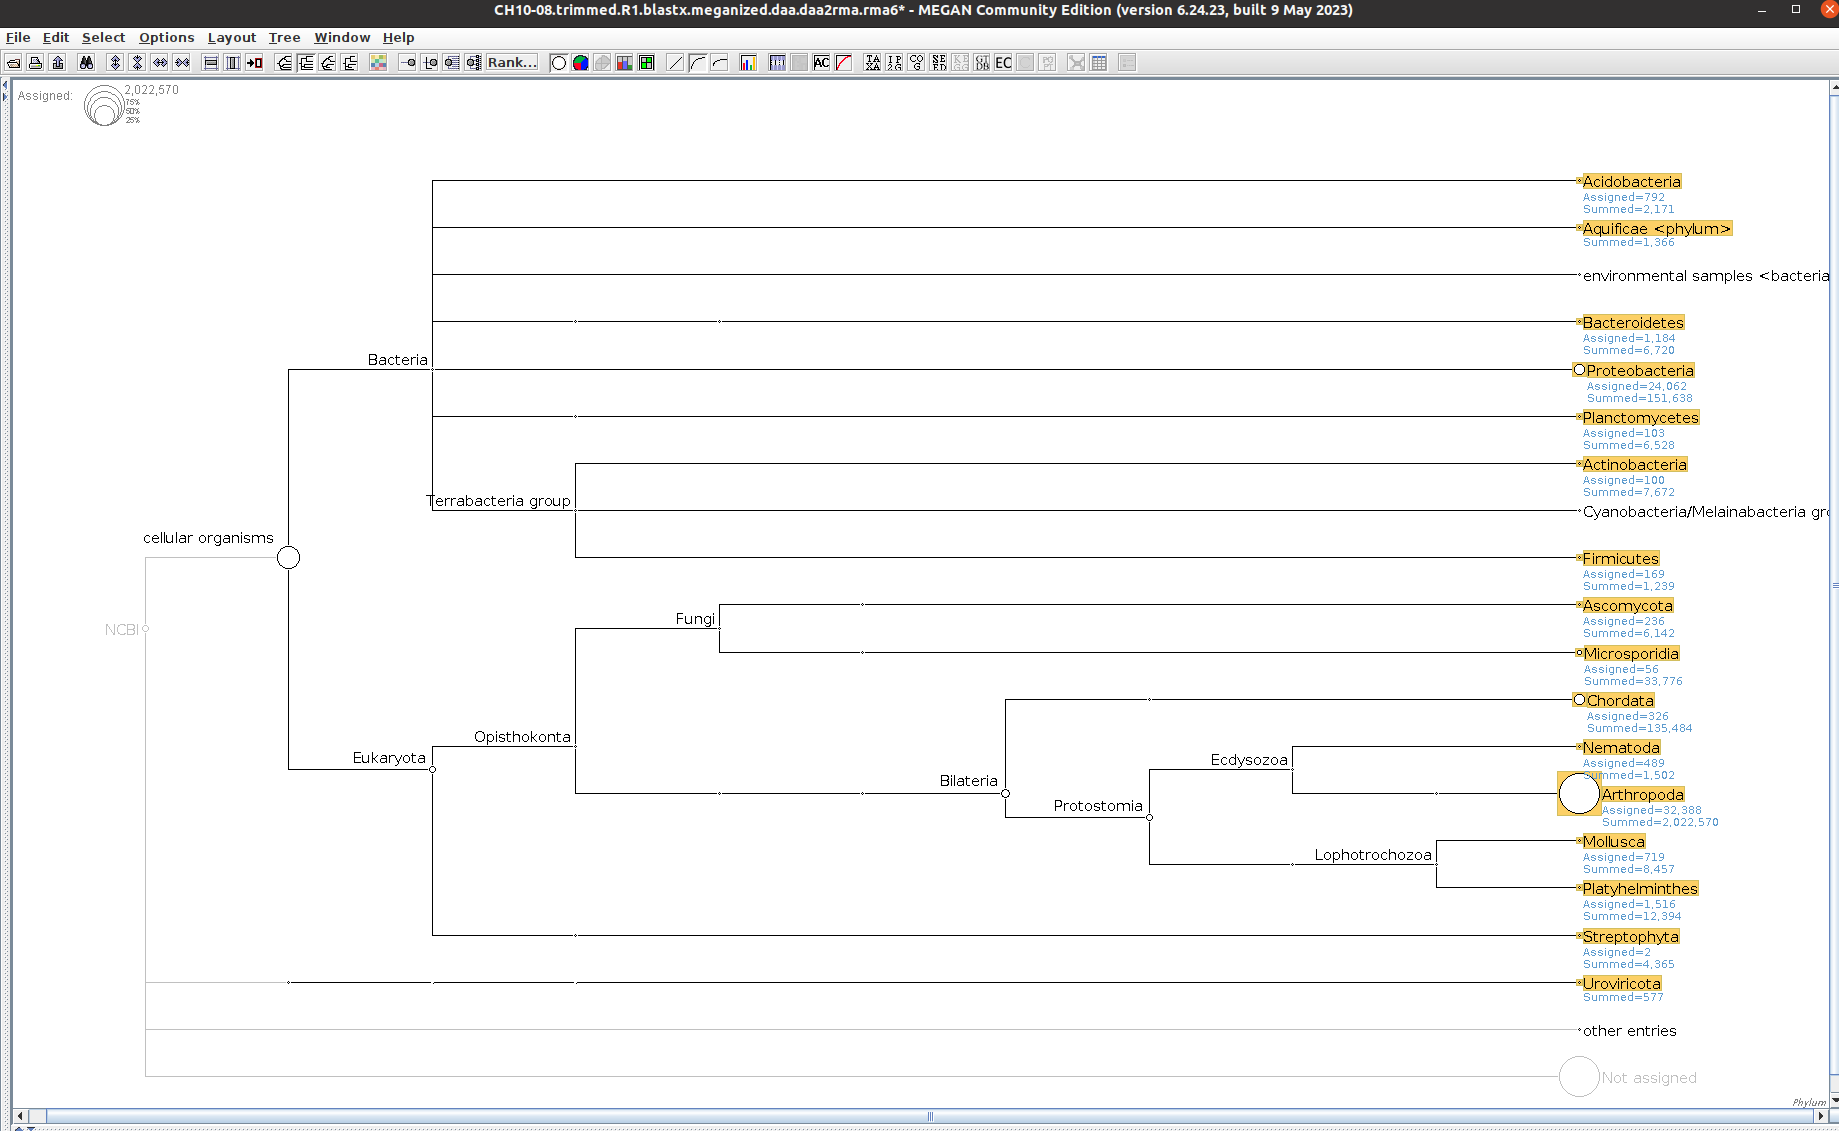 CH10-08.trimmed.R1.blastx.meganized.daa.daa2rma.rma6* - MEGAN Community Edition (version 6.24.23, built 9 May 2023)
File Edit Select Options Layout Tree Window Help
Rank...
AC
EC
Assigned:
2,022,570
75%
50%
25%
Acidobacteria
Assigned=792
Summed=2,171
Aquificae <phylum>
Summed=1,366
environmental samples <bacteria
Bacteroidetes
Assigned=1,184
Summed=6,720
Bacteria
Proteobacteria
Assigned=24,062
Summed=151,638
Planctomycetes
Assigned=103
Summed=6,528
Actinobacteria
Assigned=100
Summed=7,672
Terrabacteria group
Cyanobacteria/Melainabacteria gro
cellular organisms
Firmicutes
Assigned=169
Summed=1,239
Ascomycota
Assigned=236
Summed=6,142
Fungi
NCBI
Microsporidia
Assigned=56
Summed=33,776
Chordata
Assigned=326
Summed=135,484
Opisthokonta
Nematoda
Assigned=489
Summed=1,502
Eukaryota
Ecdysozoa
Bilateria
Arthropoda
Assigned=32,388
Summed=2,022,570
Protostomia
Mollusca
Assigned=719
Summed=8,457
Lophotrochozoa
Platyhelminthes
Assigned=1,516
Summed=12,394
Streptophyta
Assigned=2
Summed=4,365
Uroviricota
Summed=577
other entries
Not assigned
Phylum